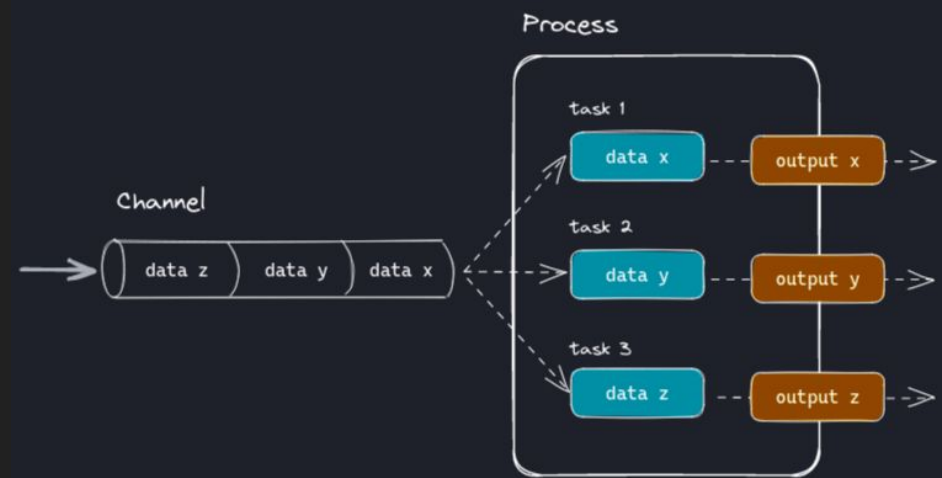 Process
task 1
data x
output x
Channel
task 2
data z
data y
data x
data y
output y
task 3
data z
output z